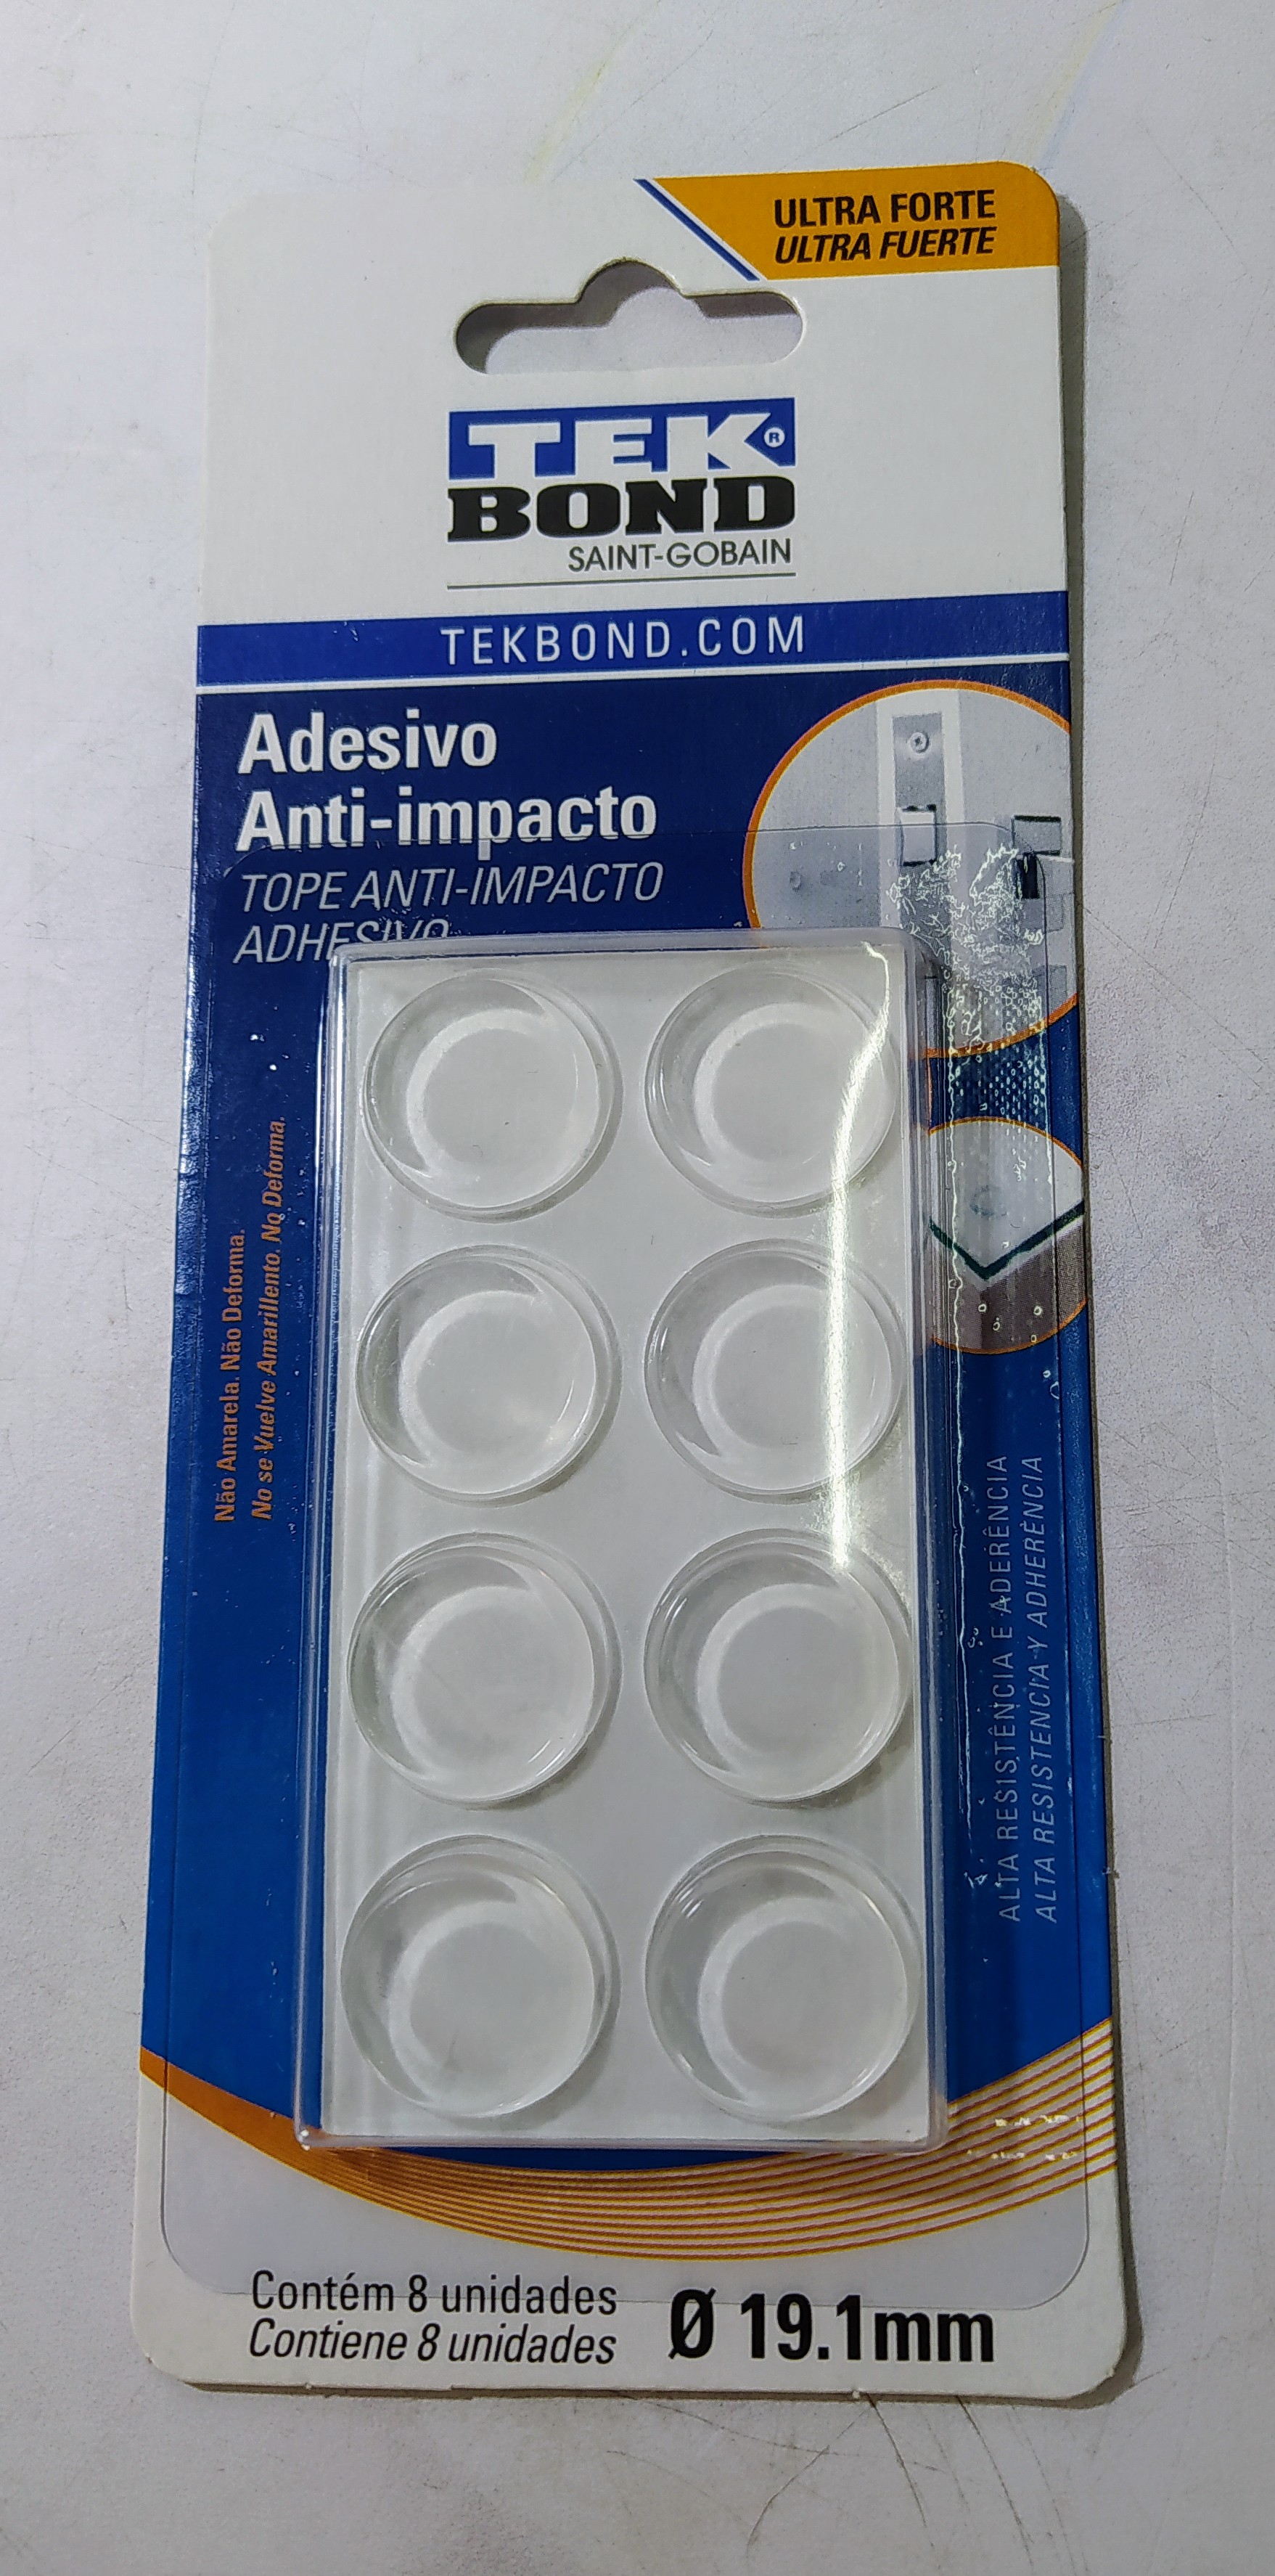 ULTRA FORTE
ULTRA FUERTE
TEK®
BOND
SAINT-GOBAIN
TEKBOND.COM
Adesivo
Anti-impacto
TOPE ANTI-IMPACTO
ADHESIVO
Não Amarela. Não Deforma.
No se Vuelve Amarillento. No Deforma.
ALTA RESISTÊNCIA E ADERÊNCIA
ALTA RESISTENCIA Y ADHERÉNCIA
Contém 8 unidades
Contiene 8 unidades
Ø 19.1mm